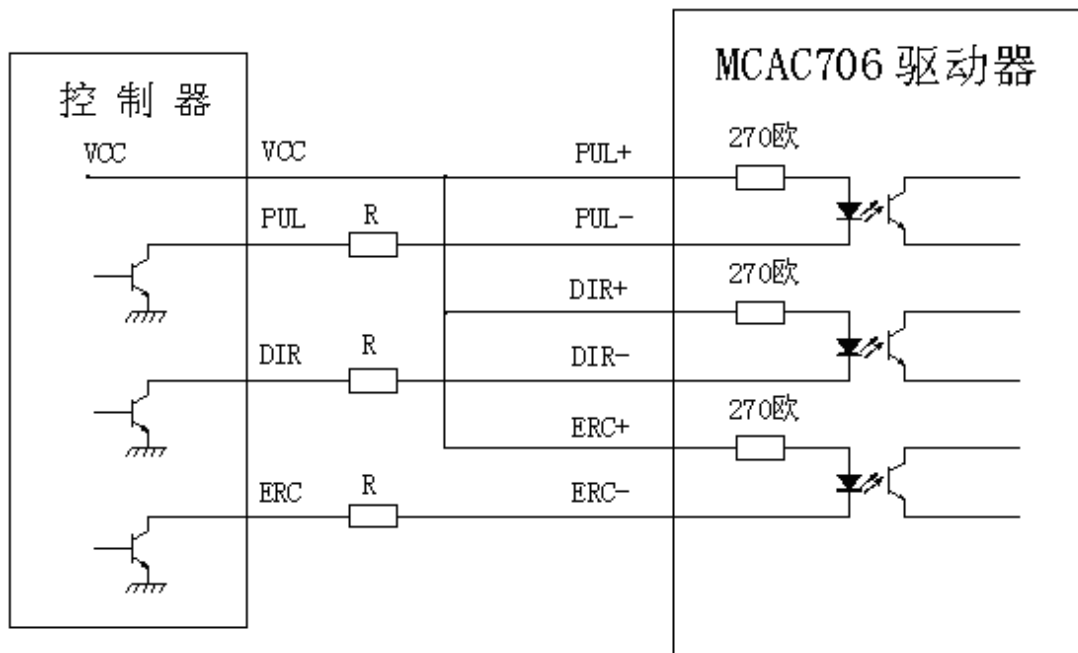 控制器
MCAC706 驱动器
VCC
VCC
PUL+
270欧
PUL
R
PUL-
DIR+
270欧
DIR
R
DIR-
ERC+
270欧
ERC
R
ERC-